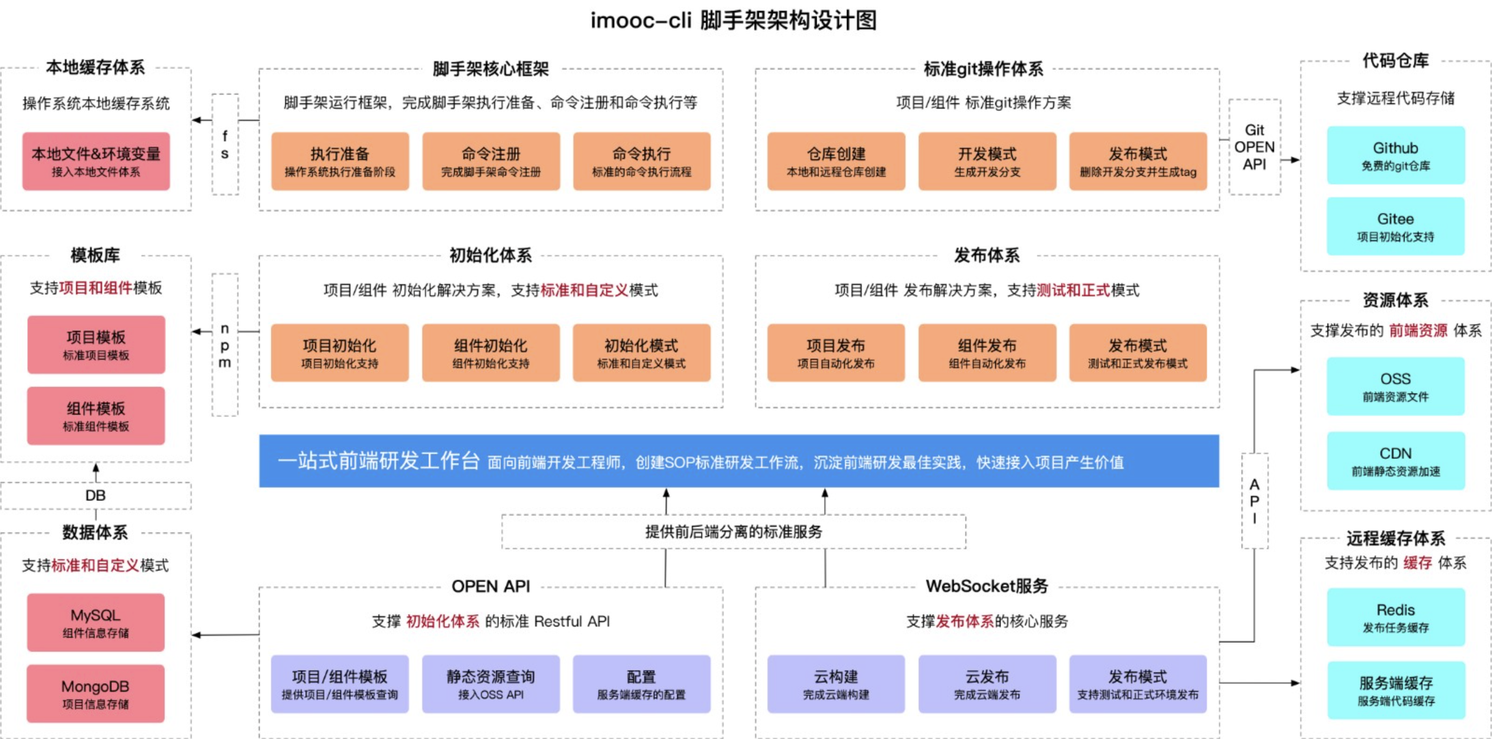 imooc-cli 脚手架架构设计图
本地缓存体系
操作系统本地缓存系统
本地文件&环境变量
接入本地文件体系
fs
脚手架核心框架
脚手架运行框架，完成脚手架执行准备、命令注册和命令执行等
执行准备
操作系统执行准备阶段
命令注册
完成脚手架命令注册
命令执行
标准的命令执行流程
标准git操作体系
项目/组件 标准git操作方案
仓库创建
本地和远程仓库创建
开发模式
生成开发分支
发布模式
删除开发分支并生成tag
Git
OPEN
API
代码仓库
支撑远程代码存储
Github
免费的git仓库
Gitee
项目初始化支持
模板库
支持项目和组件模板
项目模板
标准项目模板
组件模板
标准组件模板
npm
初始化体系
项目/组件 初始化解决方案，支持标准和自定义模式
项目初始化
项目初始化支持
组件初始化
组件初始化支持
初始化模式
标准和自定义模式
发布体系
项目/组件 发布解决方案，支持测试和正式模式
项目发布
项目自动化发布
组件发布
组件自动化发布
发布模式
测试和正式发布模式
资源体系
支撑发布的 前端资源 体系
OSS
前端资源文件
CDN
前端静态资源加速
一站式前端研发工作台 面向前端开发工程师，创建SOP标准研发工作流，沉淀前端研发最佳实践，快速接入项目产生价值
DB
提供前后端分离的标准服务
API
数据体系
支持标准和自定义模式
MySQL
组件信息存储
MongoDB
项目信息存储
OPEN API
支撑 初始化体系 的标准 Restful API
项目/组件模板
提供项目/组件模板查询
静态资源查询
接入OSS API
配置
服务端缓存的配置
WebSocket服务
支撑发布体系的核心服务
云构建
完成云端构建
云发布
完成云端发布
发布模式
支持测试和正式环境发布
远程缓存体系
支持发布的 缓存 体系
Redis
发布任务缓存
服务端缓存
服务端代码缓存